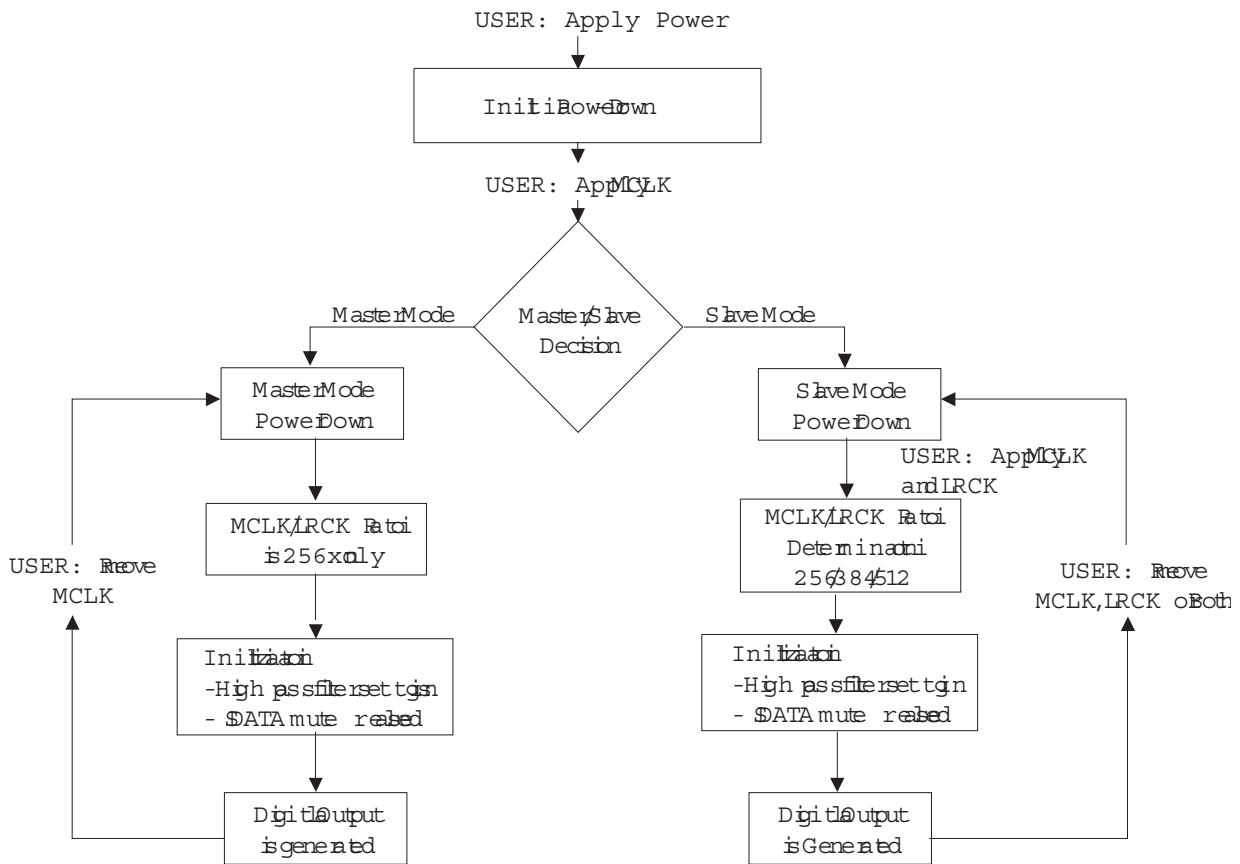 USER: Apply Power
Initial Power-Down
USER: Apply MCLK
Master/Slave
Decision
Master Mode
Slave Mode
Master Mode
Power Down
MCLK/LRCK Ratio
is 256x only
USER: Remove
MCLK
Initialization
-High pass filter settings
- SDATA mute released
Digital Output
is generated
Slave Mode
Power Down
USER: Apply MCLK
and LRCK
MCLK/LRCK Ratio
Determination
256/384/512
USER: Remove
MCLK, LRCK or Both
Initialization
-High pass filter setting
- SDATA mute released
Digital Output
is Generated